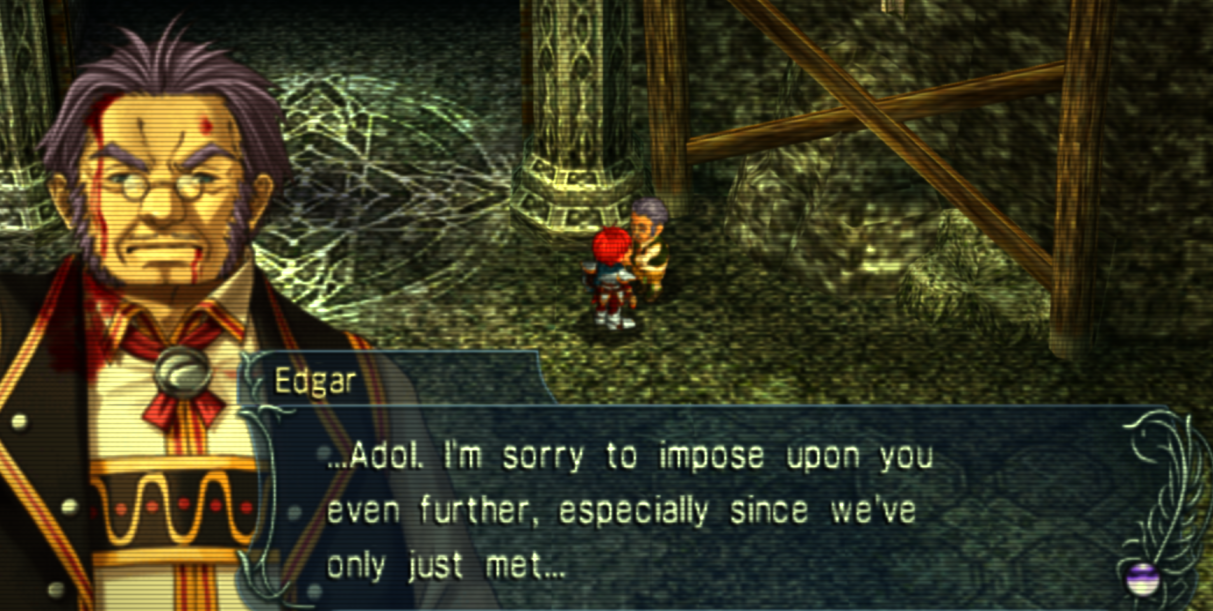 Edgar
...Adol. I'm sorry to impose upon you
even further, especially since we've
only just met...